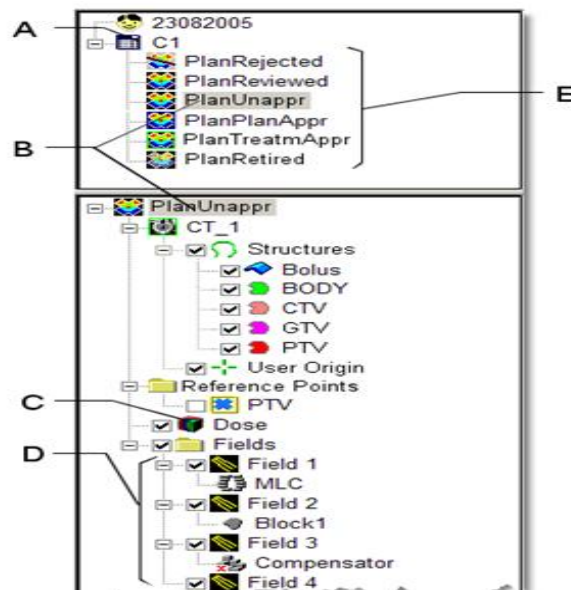 A
23082005
C1
PlanRejected
PlanReviewed
PlanUnappr
PlanPlanAppr
PlanTreatmAppr
PlanRetired
E
B
PlanUnappr
CT_1
Structures
Bolus
BODY
CTV
GTV
PTV
User Origin
Reference Points
PTV
C
Dose
D
Fields
Field 1
MLC
Field 2
Block1
Field 3
Compensator
Field 4